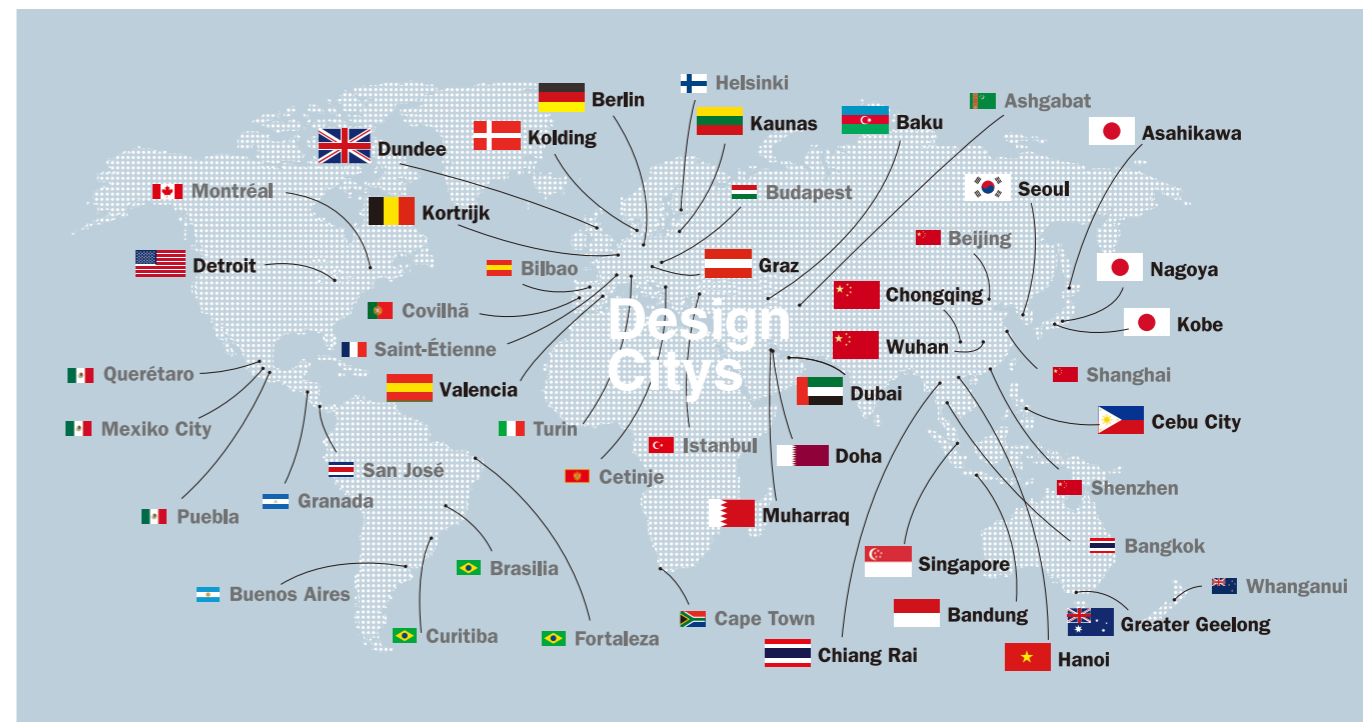 Helsinki
Berlin
Ashgabat
Kaunas
Baku
Asahikawa
Kolding
Dundee
Montréal
Budapest
Seoul
Kortrijk
Beijing
Detroit
Bilbao
Graz
Nagoya
Chongqing
Covilhã
Design
Citys
Kobe
Saint-Étienne
Wuhan
Querétaro
Shanghai
Valencia
Dubai
Mexiko City
Turin
Cebu City
Istanbul
Doha
San José
Cetinje
Granada
Shenzhen
Puebla
Muharraq
Bangkok
Brasilia
Singapore
Whanganui
Buenos Aires
Cape Town
Bandung
Greater Geelong
Curitiba
Fortaleza
Chiang Rai
Hanoi